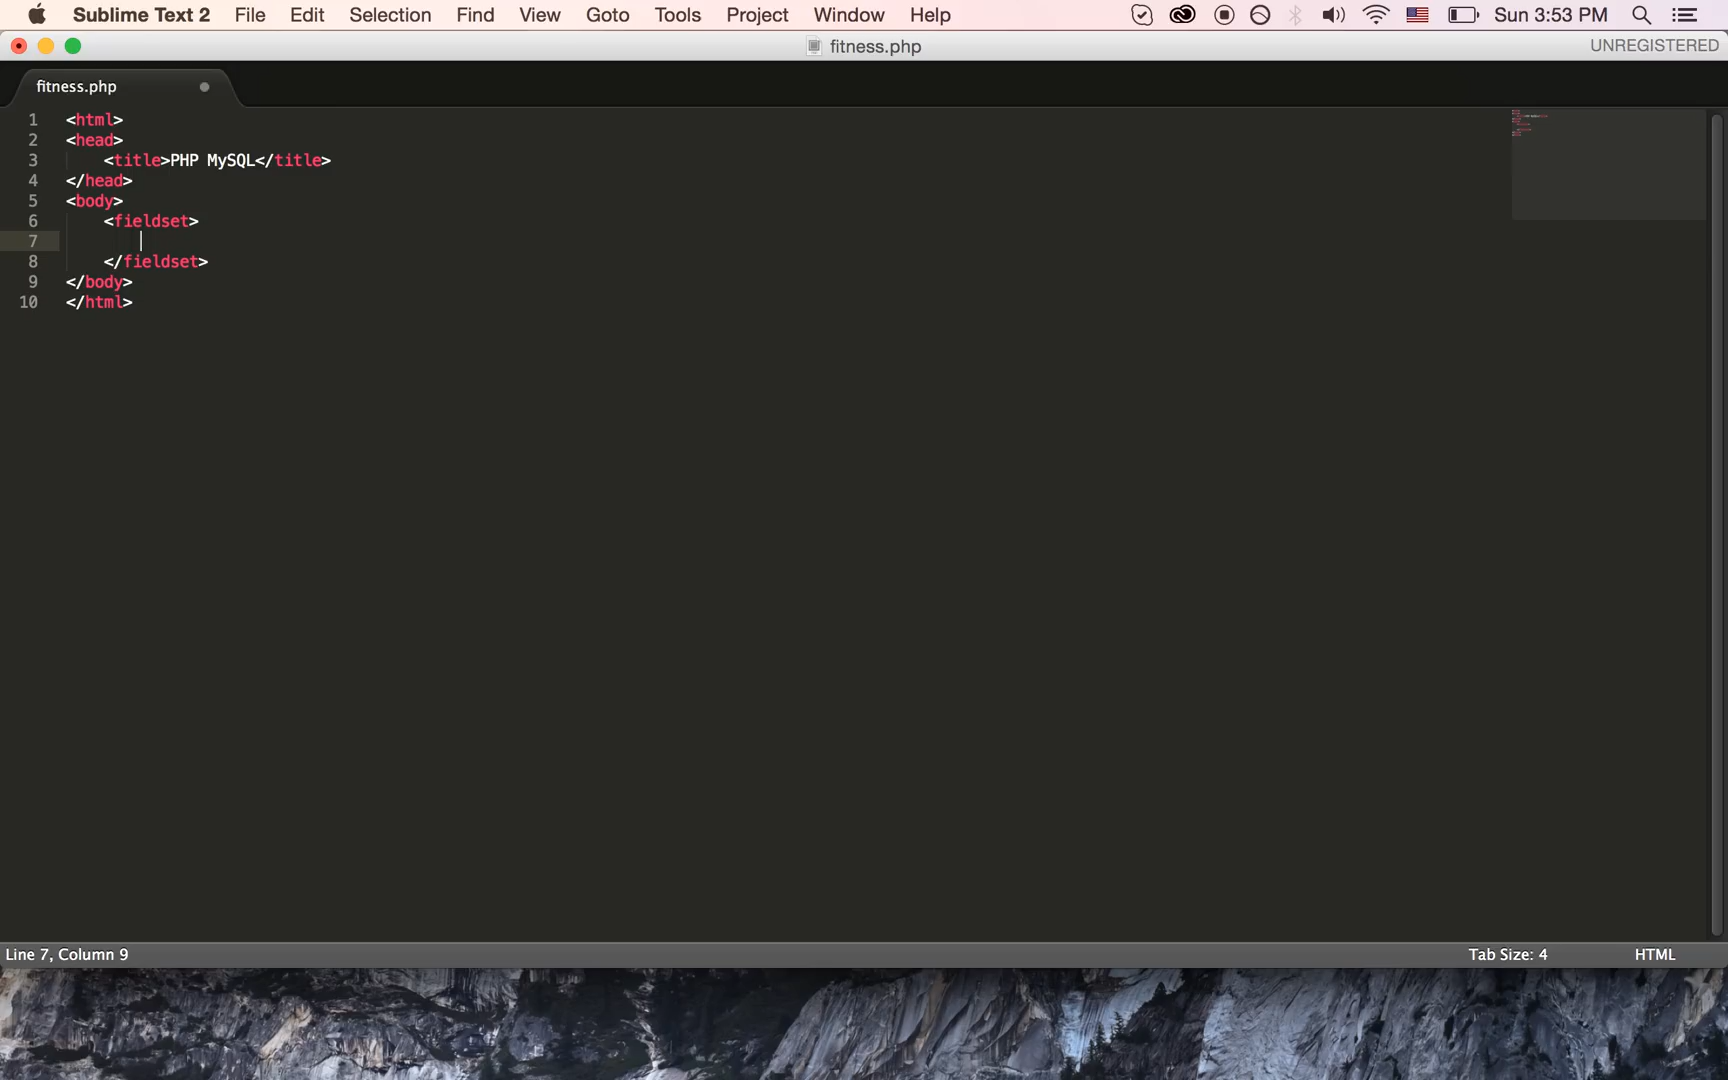 Sublime Text 2 File Edit Selection Find View Goto Tools Project Window Help Sun 3:53 PM
fitness.php UNREGISTERED
fitness.php
1 <html>
2 <head>
3 <title>PHP MySQL</title>
4 </head>
5 <body>
6 <fieldset>
7
8 </fieldset>
9 </body>
10 </html>
Line 7, Column 9 Tab Size: 4 HTML